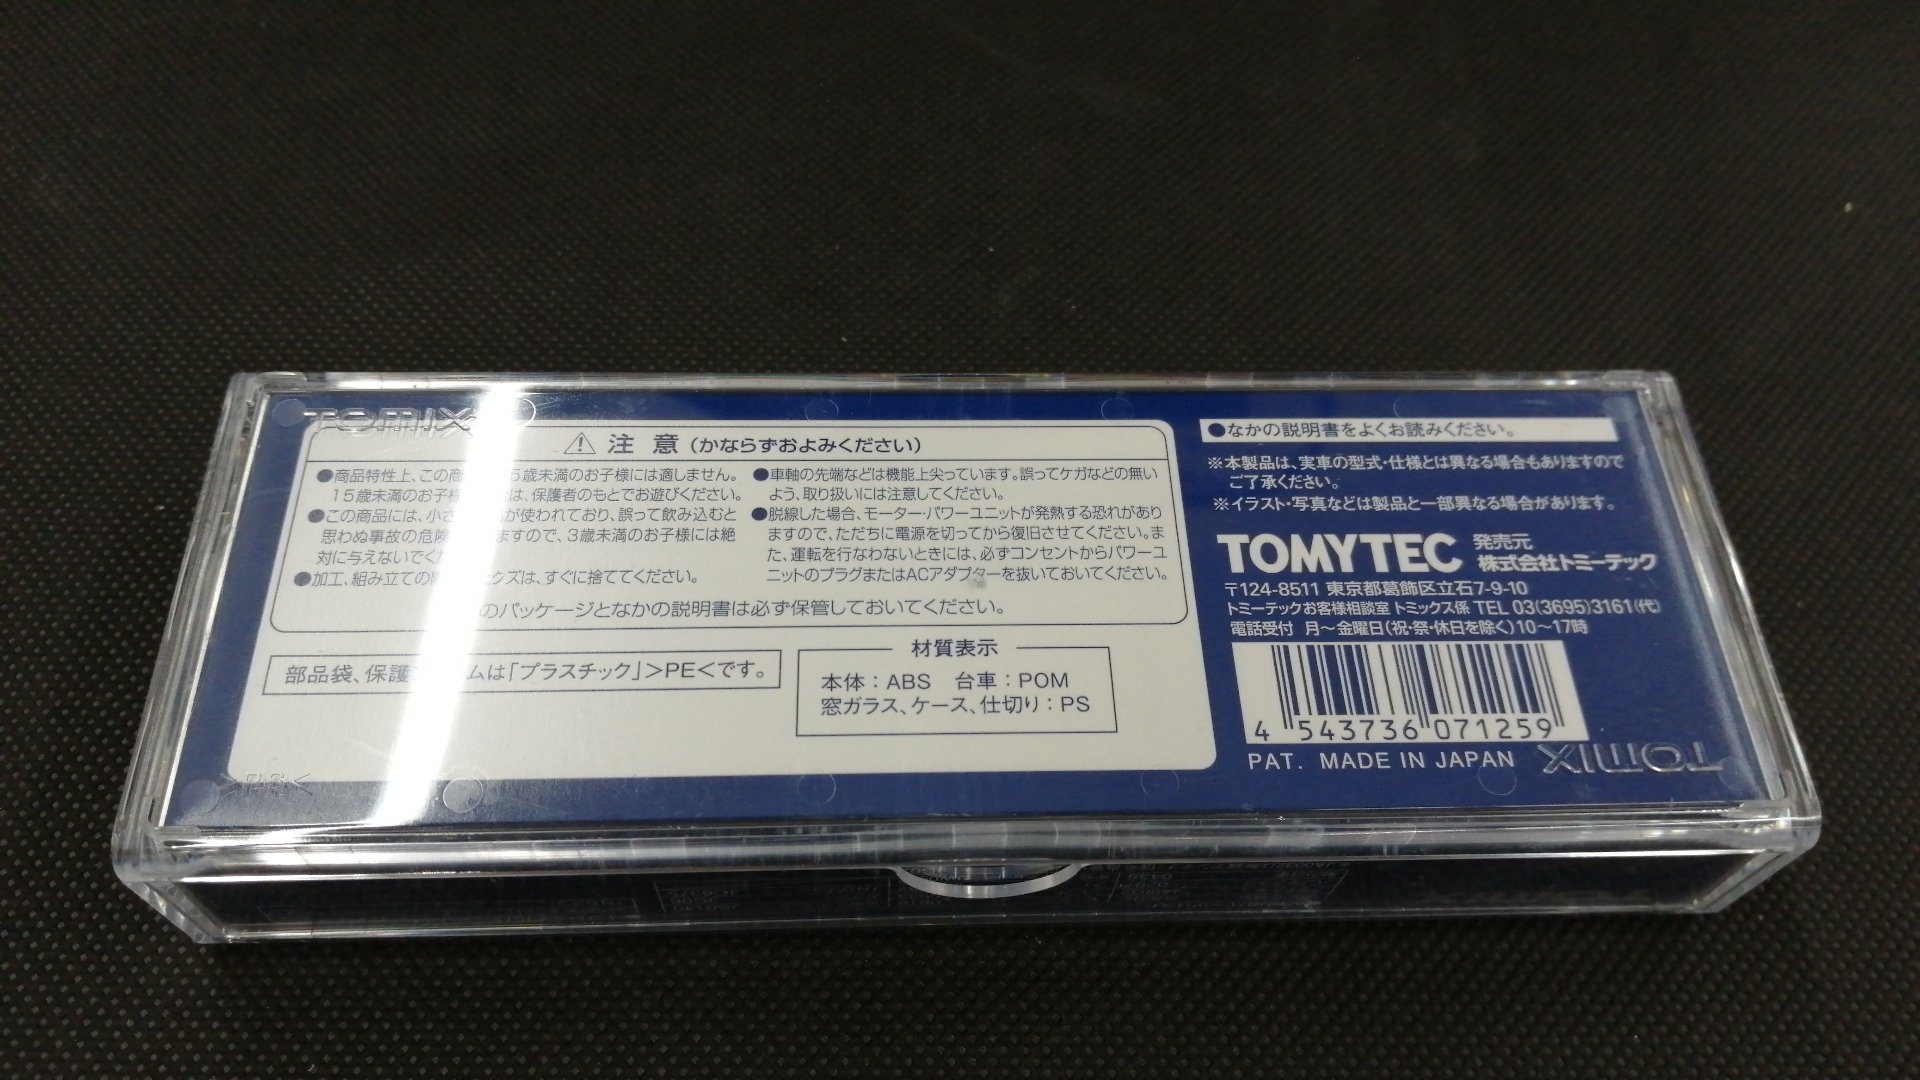 TOMIX
⚠ 注 意 (かならずおよみください)
●商品特性上、この商 5歳未満のお子様には適しません。
15歳未満のお子様 は、保護者のもとでお遊びください。
●この商品には、小さ が使われており、誤って飲み込むと
思わぬ事故の危険 ますので、3歳未満のお子様には絶
対に与えないでく
●加工、組み立ての クズは、すぐに捨ててください。
●車軸の先端などは機能上尖っています。誤ってケガなどの無い
よう、取り扱いには注意してください。
●脱線した場合、モーター・パワーユニットが発熱する恐れがあり
ますので、ただちに電源を切ってから復旧させてください。ま
た、運転を行なわないときには、必ずコンセントからパワーユ
ニットのプラグまたはACアダプターを抜いておいてください。
のパッケージとなかの説明書は必ず保管しておいてください。
部品袋、保護 ムは「プラスチック」>PE<です。
材質表示
本体:ABS 台車:POM
窓ガラス、ケース、仕切り:PS
>PS<
●なかの説明書をよくお読みください。
※本製品は、実車の型式・仕様とは異なる場合もありますので
ご了承ください。
※イラスト・写真などは製品と一部異なる場合があります。
TOMYTEC 発売元
株式会社トミーテック
〒124-8511 東京都葛飾区立石7-9-10
トミーテックお客様相談室 トミックス係 TEL 03(3695)3161(代)
電話受付 月〜金曜日(祝・祭・休日を除く)10〜17時
4 543736 071259
PAT. MADE IN JAPAN
TOMIX